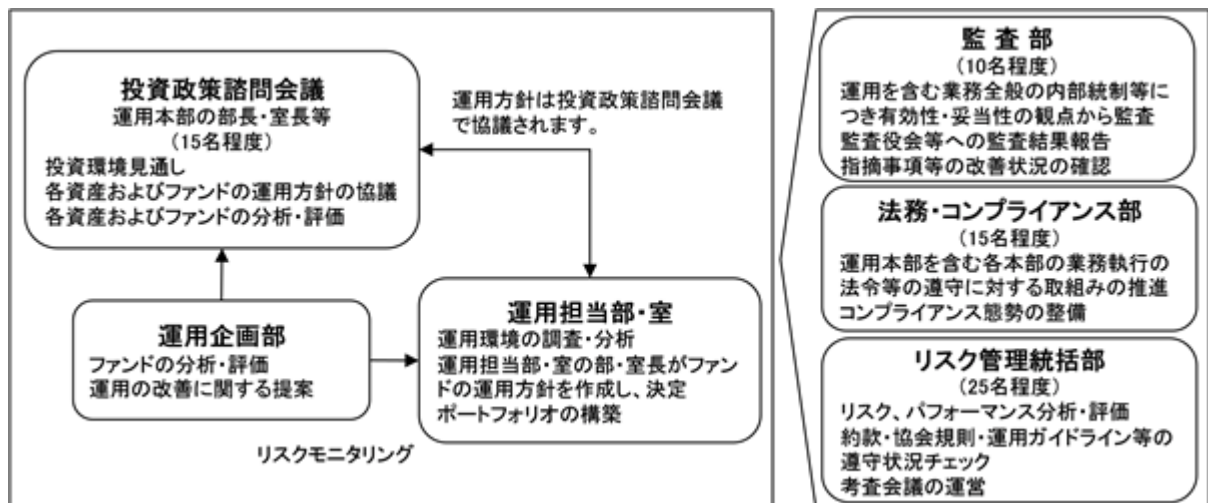 投資政策諮問会議
運用本部の部長・室長等
(15名程度)
投資環境見通し
各資産およびファンドの運用方針の協議
各資産およびファンドの分析・評価
運用方針は投資政策諮問会議
で協議されます。
運用企画部
ファンドの分析・評価
運用の改善に関する提案
運用担当部・室
運用環境の調査・分析
運用担当部・室の部・室長がファン
ドの運用方針を作成し、決定
ポートフォリオの構築
リスクモニタリング
監 査 部
(10名程度)
運用を含む業務全般の内部統制等に
つき有効性・妥当性の観点から監査
監査役会等への監査結果報告
指摘事項等の改善状況の確認
法務・コンプライアンス部
(15名程度)
運用本部を含む各本部の業務執行の
法令等の遵守に対する取組みの推進
コンプライアンス態勢の整備
リスク管理統括部
(25名程度)
リスク、パフォーマンス分析・評価
約款・協会規則・運用ガイドライン等の
遵守状況チェック
考査会議の運営